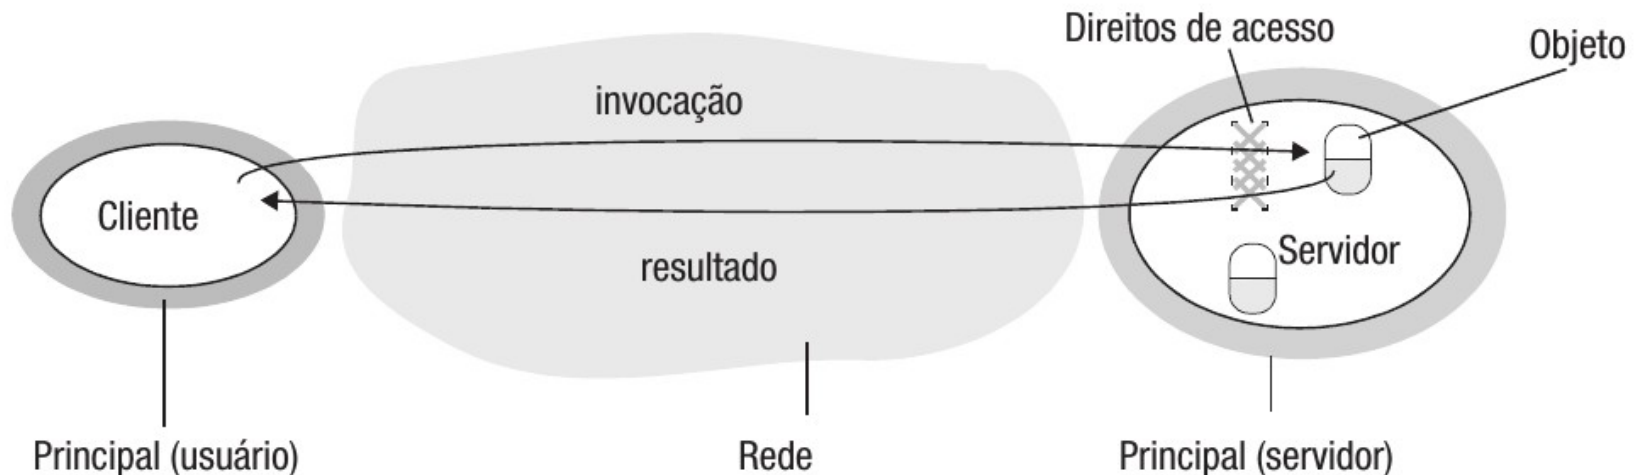 Direitos de acesso
Objeto
invocação
Cliente
Servidor
resultado
Principal (usuário)
Rede
Principal (servidor)